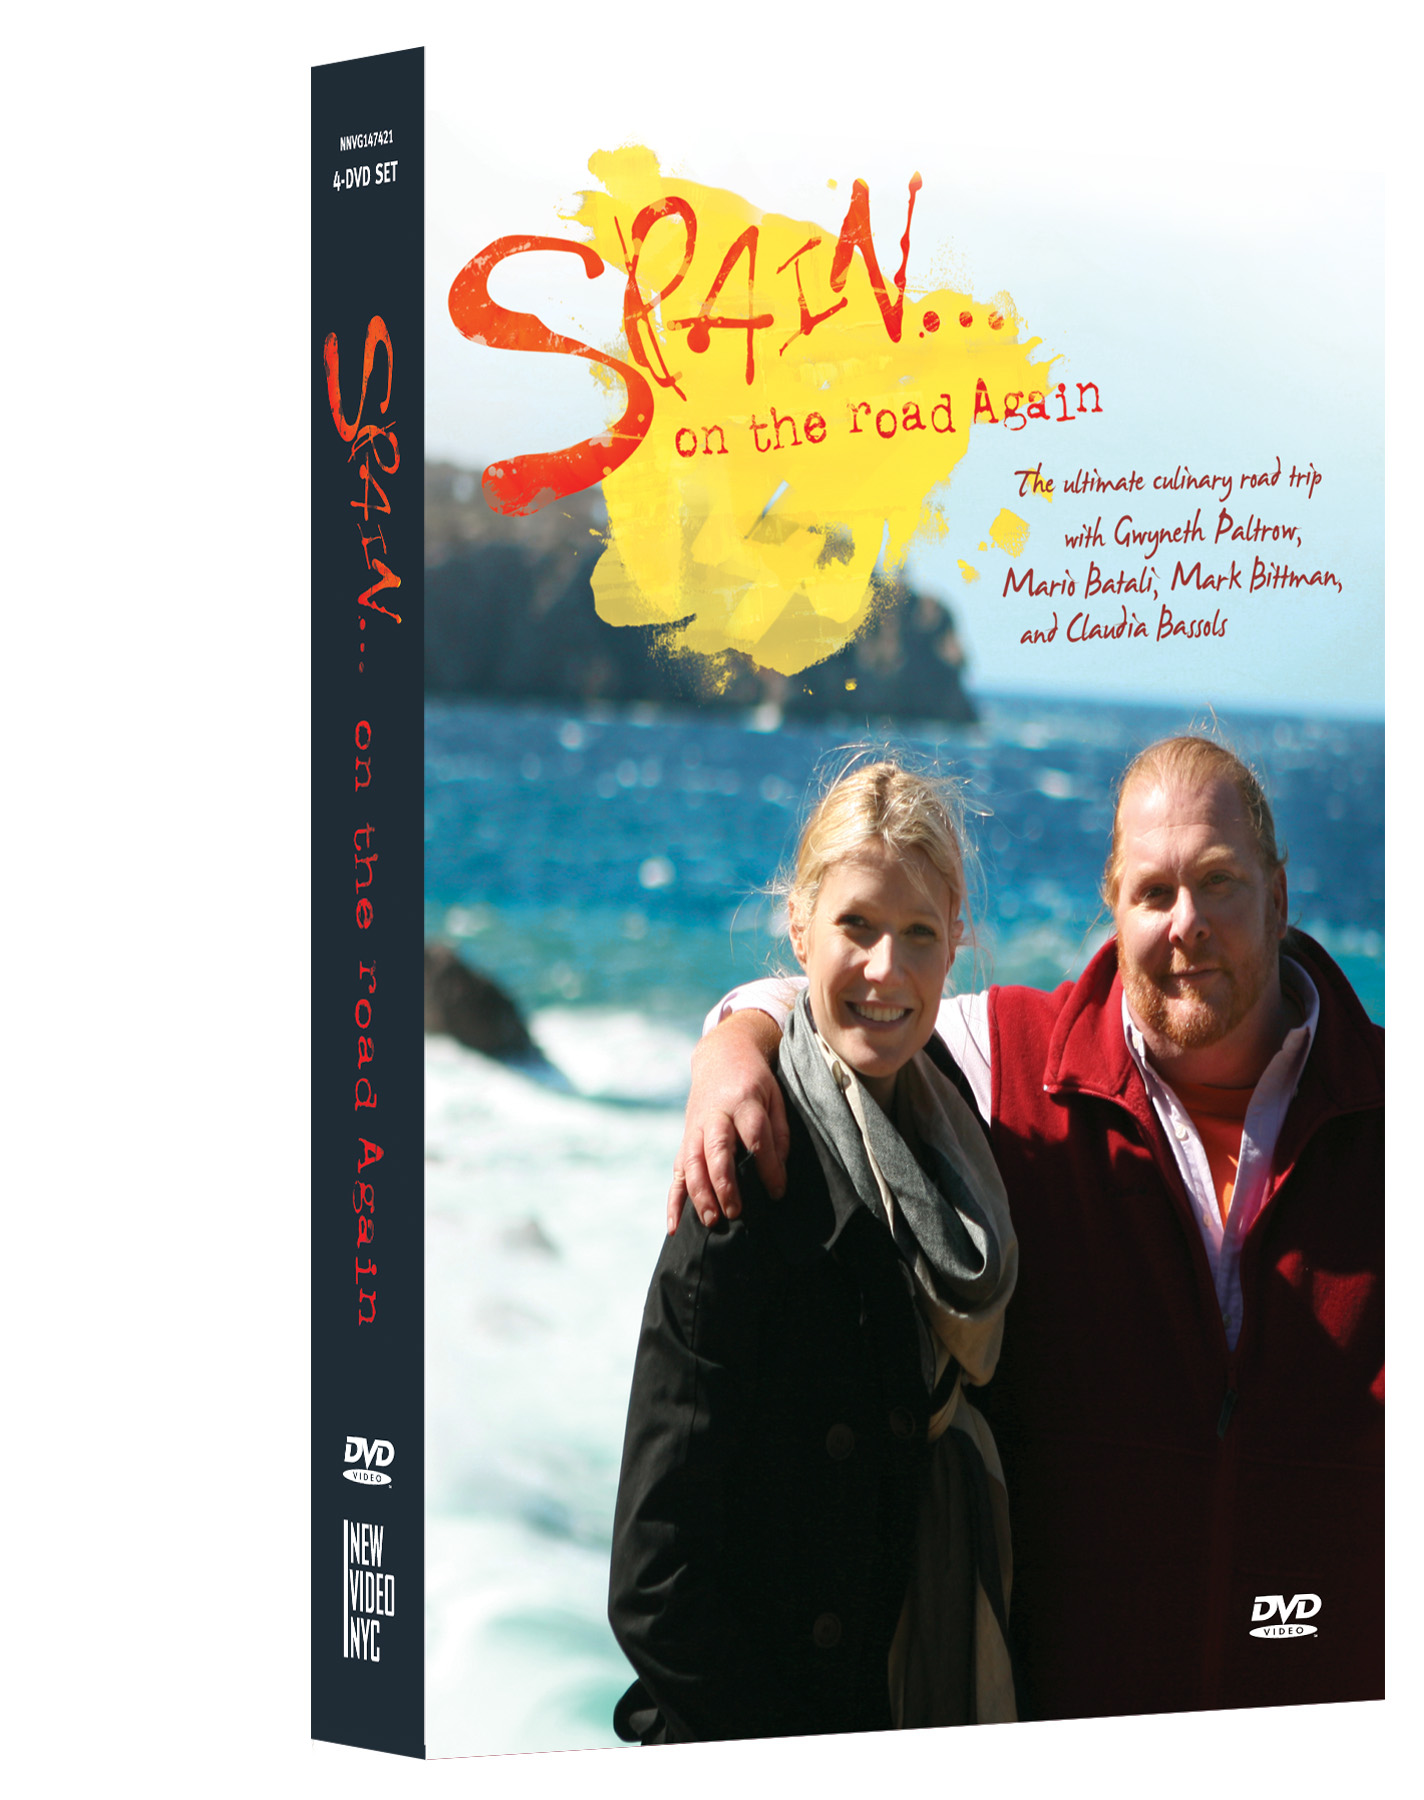 NNVG147421
4-DVD SET
SPAIN... on the road Again
DVD
VIDEO
NEW
VIDEO
NYC
SPAIN...
on the road Again
The ultimate culinary road trip
with Gwyneth Paltrow,
Mario Batali, Mark Bittman,
and Claudia Bassols
DVD
VIDEO